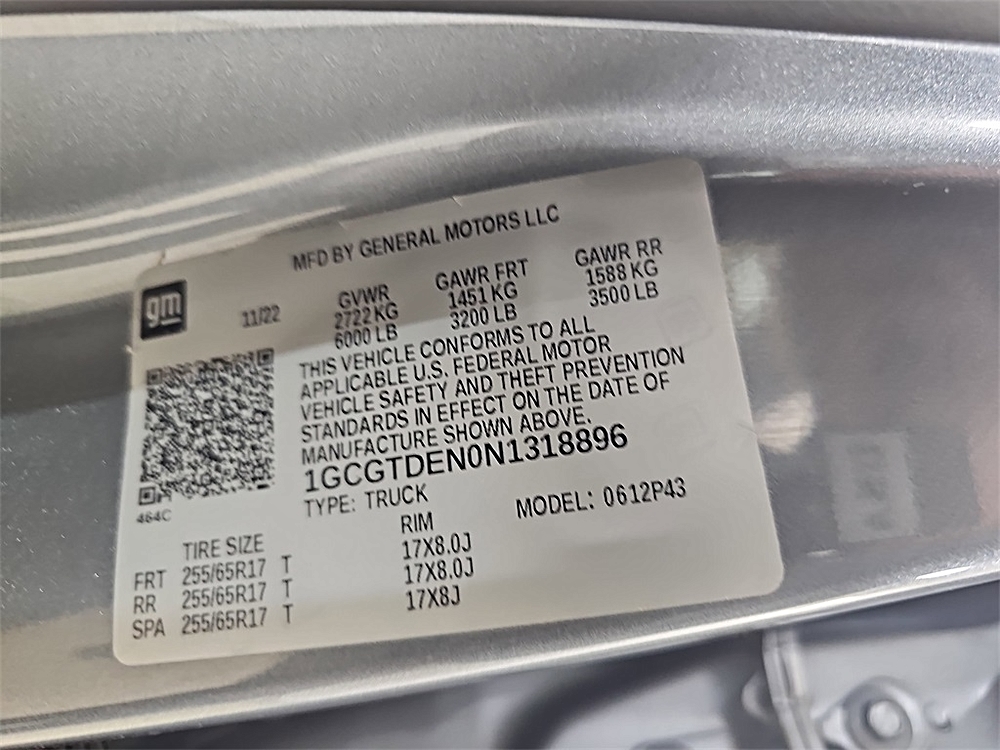 MFD BY GENERAL MOTORS LLC
gm
11/22
GVWR
2722 KG
6000 LB
GAWR FRT
1451 KG
3200 LB
GAWR RR
1588 KG
3500 LB
THIS VEHICLE CONFORMS TO ALL
APPLICABLE U.S. FEDERAL MOTOR
VEHICLE SAFETY AND THEFT PREVENTION
STANDARDS IN EFFECT ON THE DATE OF
MANUFACTURE SHOWN ABOVE.
1GCGTDEN0N1318896
464C
TYPE: TRUCK
MODEL: 0612P43
TIRE SIZE RIM
FRT 255/65R17 T 17X8.0J
RR 255/65R17 T 17X8.0J
SPA 255/65R17 T 17X8J